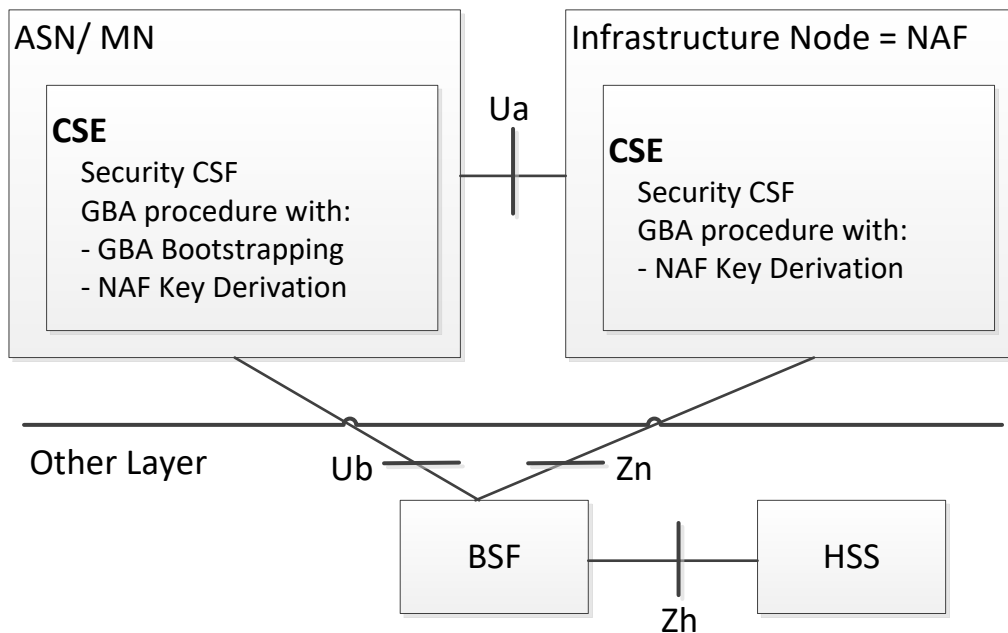 ASN/ MN
CSE
Security CSF
GBA procedure with:
- GBA Bootstrapping
- NAF Key Derivation
Ua
Infrastructure Node = NAF
CSE
Security CSF
GBA procedure with:
- NAF Key Derivation
Other Layer
Ub
Zn
BSF
Zh
HSS